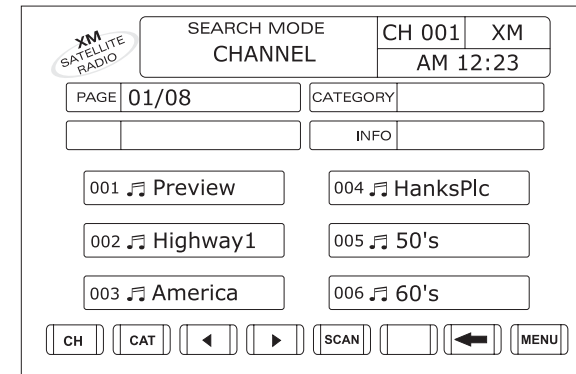 XM
SATELLITE
RADIO
SEARCH MODE
CHANNEL
CH 001
XM
AM 12:23
PAGE
01/08
CATEGORY
INFO
001 Preview
002 Highway1
003 America
004 HanksPlc
005 50's
006 60's
CH
CAT
SCAN
MENU